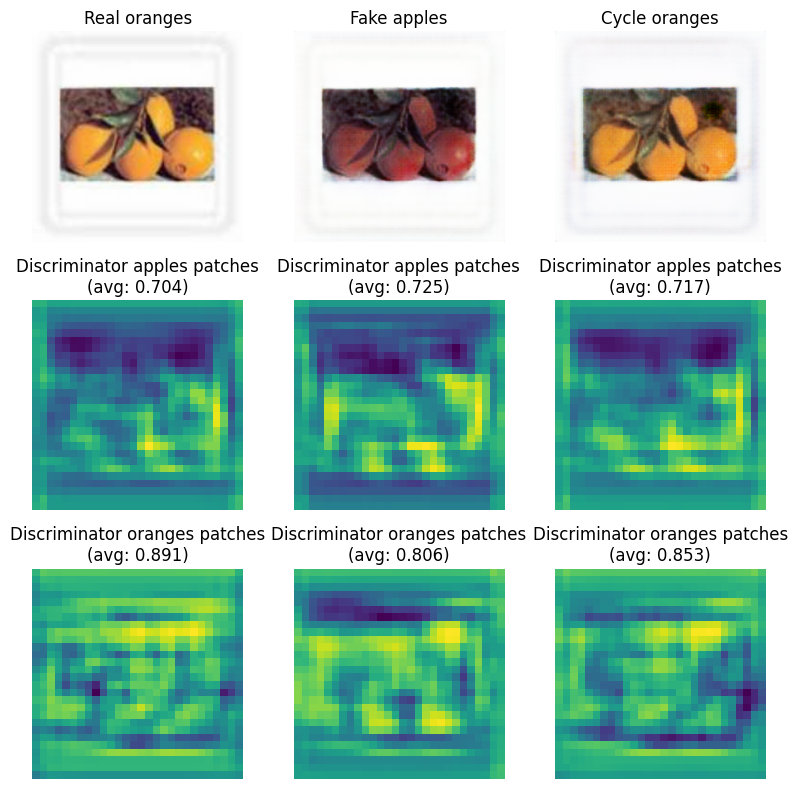 Real oranges
Fake apples
Cycle oranges
Discriminator apples patches
(avg: 0.704)
Discriminator apples patches
(avg: 0.725)
Discriminator apples patches
(avg: 0.717)
Discriminator oranges patches
(avg: 0.891)
Discriminator oranges patches
(avg: 0.806)
Discriminator oranges patches
(avg: 0.853)